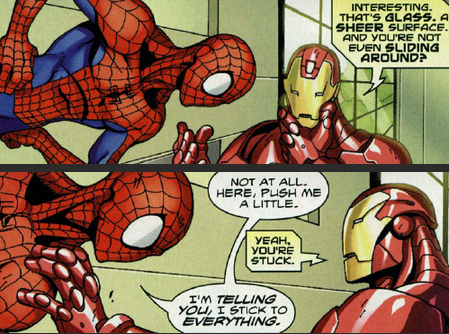 INTERESTING.
THAT'S GLASS. A
SHEER SURFACE.
AND YOU'RE NOT
EVEN SLIDING
AROUND?
NOT AT ALL.
HERE, PUSH ME
A LITTLE.
YEAH,
YOU'RE
STUCK.
I'M TELLING
YOU, I STICK TO
EVERYTHING.